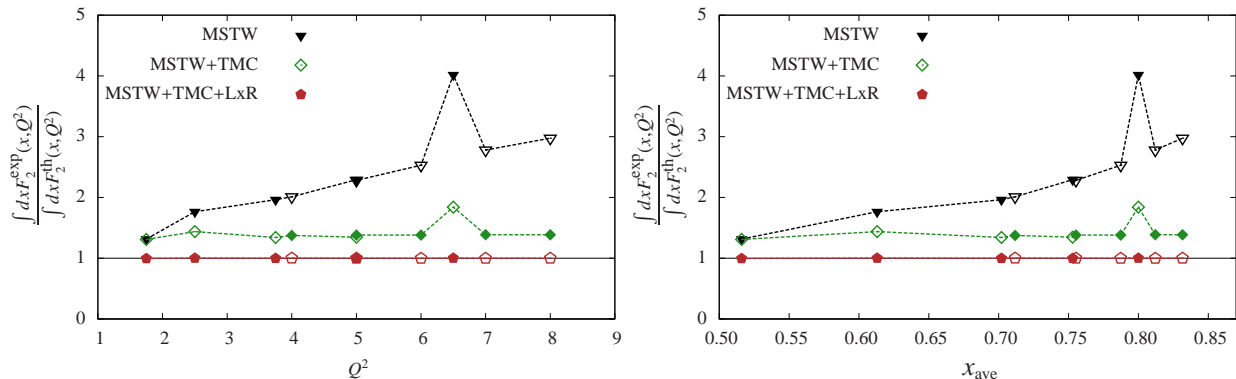 5
4
3
2
1
0
∫ dxF₂^exp(x,Q²)
∫ dxF₂^th(x,Q²)
MSTW
MSTW+TMC
MSTW+TMC+LxR
1 2 3 4 5 6 7 8 9
Q²
5
4
3
2
1
0
∫ dxF₂^exp(x,Q²)
∫ dxF₂^th(x,Q²)
MSTW
MSTW+TMC
MSTW+TMC+LxR
0.50 0.55 0.60 0.65 0.70 0.75 0.80 0.85
x_ave